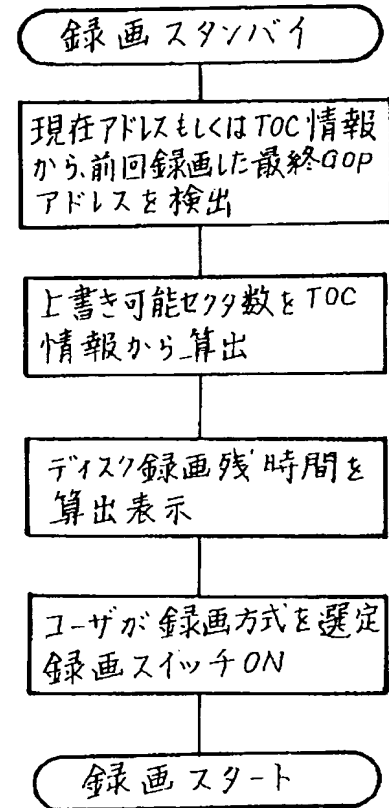 録画スタンバイ
現在アドレスもしくはTOC情報
から、前回録画した最終GOP
アドレスを検出
上書き可能セクタ数をTOC
情報から算出
ディスク録画残時間を
算出表示
ユーザが録画方式を選定
録画スイッチON
録画スタート